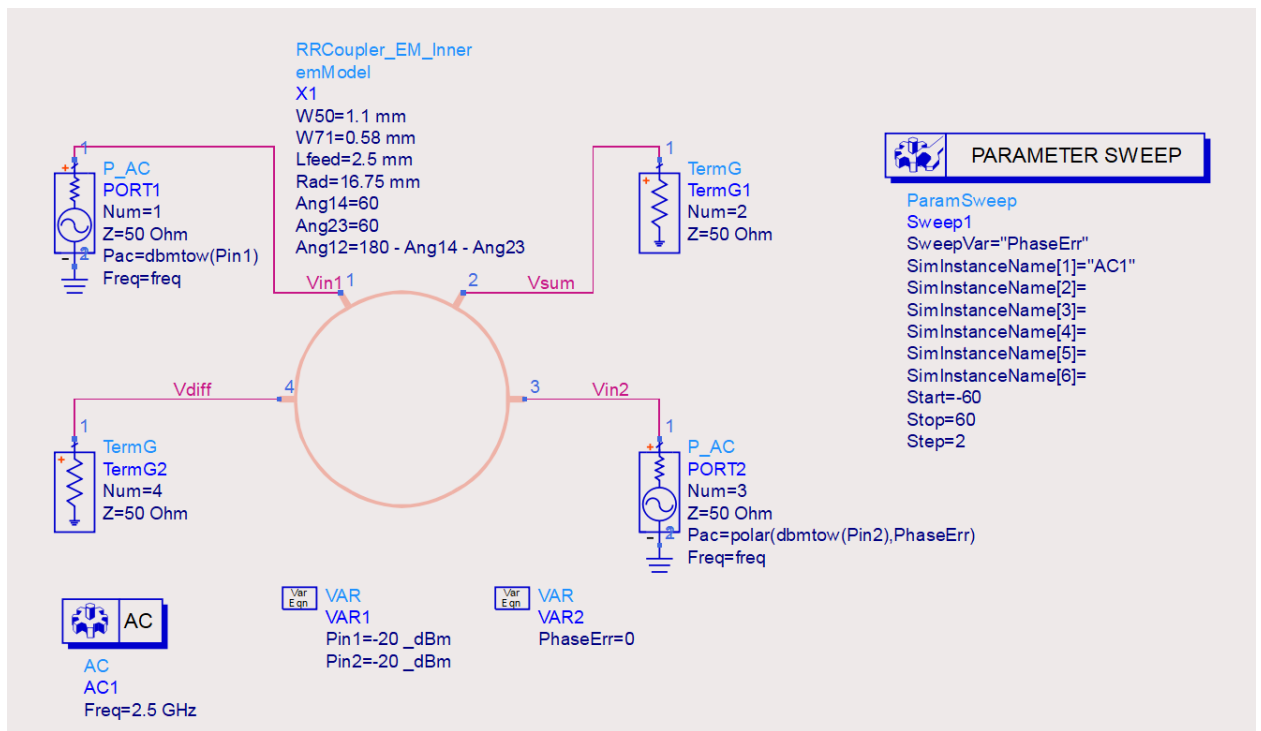 RRCoupler_EM_Inner
emModel
X1
W50=1.1 mm
W71=0.58 mm
Lfeed=2.5 mm
Rad=16.75 mm
Ang14=60
Ang23=60
Ang12=180 - Ang14 - Ang23
1
P_AC
PORT1
Num=1
Z=50 Ohm
Pac=dbmtow(Pin1)
Freq=freq
2
+
-
1
TermG
TermG1
Num=2
Z=50 Ohm
+
PARAMETER SWEEP
ParamSweep
Sweep1
SweepVar="PhaseErr"
SimInstanceName[1]="AC1"
SimInstanceName[2]=
SimInstanceName[3]=
SimInstanceName[4]=
SimInstanceName[5]=
SimInstanceName[6]=
Start=-60
Stop=60
Step=2
Vin1
1
2
Vsum
Vdiff
4
3
Vin2
1
TermG
TermG2
Num=4
Z=50 Ohm
+
1
P_AC
PORT2
Num=3
Z=50 Ohm
Pac=polar(dbmtow(Pin2),PhaseErr)
Freq=freq
2
+
-
AC
AC
AC1
Freq=2.5 GHz
Var
Eqn
VAR
VAR1
Pin1=-20 _dBm
Pin2=-20 _dBm
Var
Eqn
VAR
VAR2
PhaseErr=0